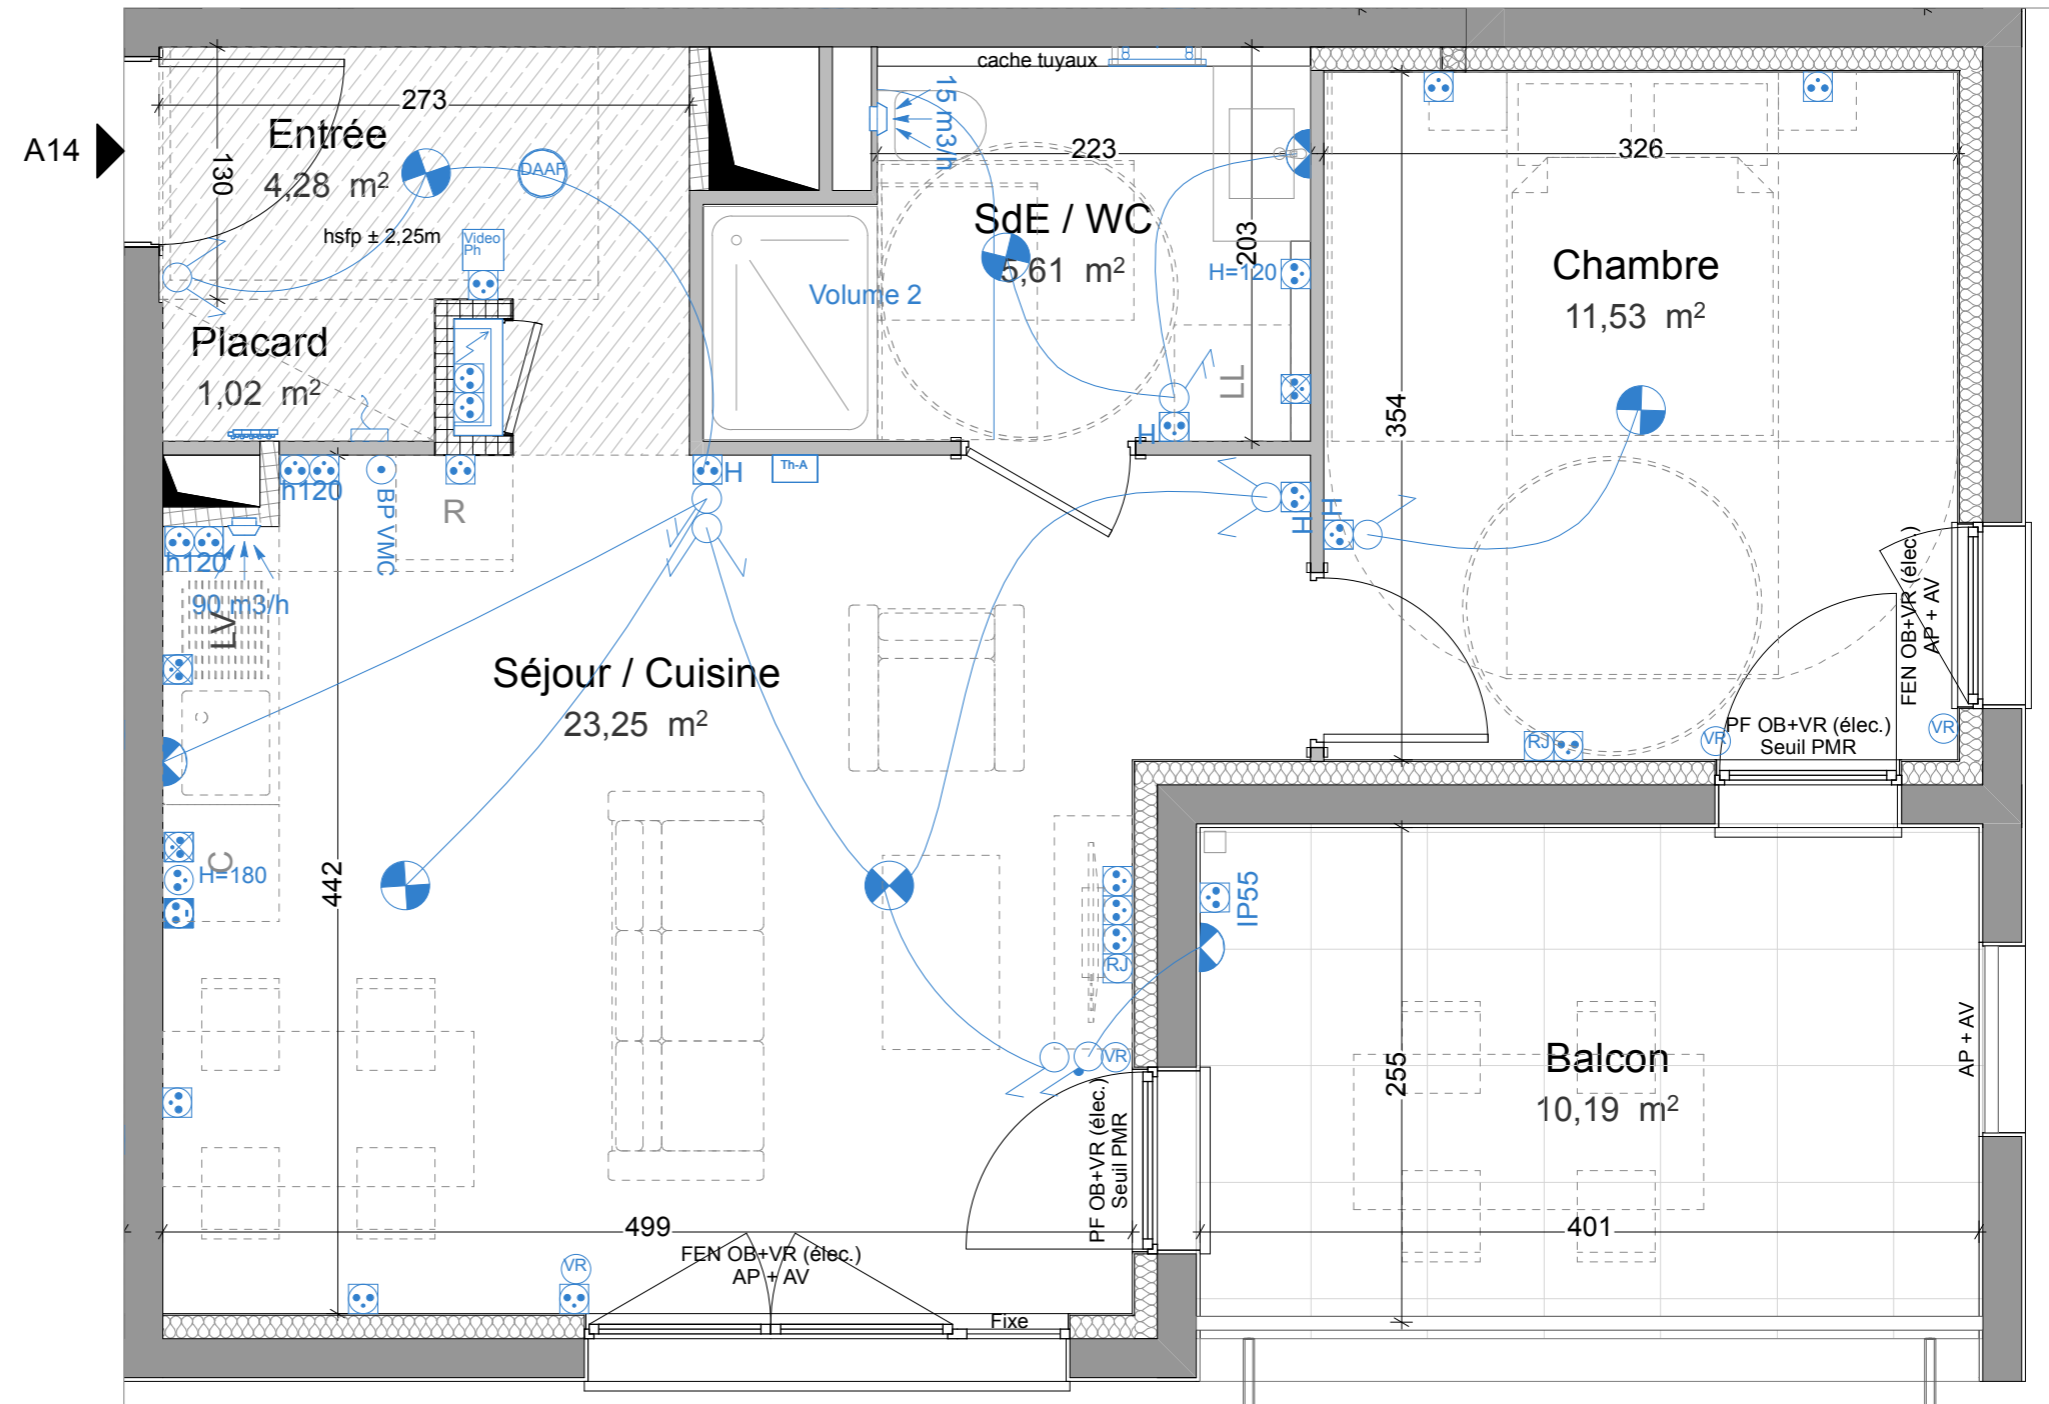 cache tuyaux
273
A14
Entrée
4,28 m²
130
DAAF
hsfp ± 2,25m
Video
Ph
15 m3/h
223
SdE / WC
5,61 m²
203
H=120
Volume 2
326
Chambre
11,53 m²
354
Placard
1,02 m²
LL
H
h120
BP VMC
R
H
Th-A
H
H
h120
90 m3/h
LV
Séjour / Cuisine
23,25 m²
FEN OB+VR (élec.)
AP + AV
RJ
VR
PF OB+VR (élec.)
Seuil PMR
VR
C
H=180
442
IP55
RJ
VR
PF OB+VR (élec.)
Seuil PMR
255
Balcon
10,19 m²
AP + AV
499
401
FEN OB+VR (élec.)
AP + AV
VR
Fixe